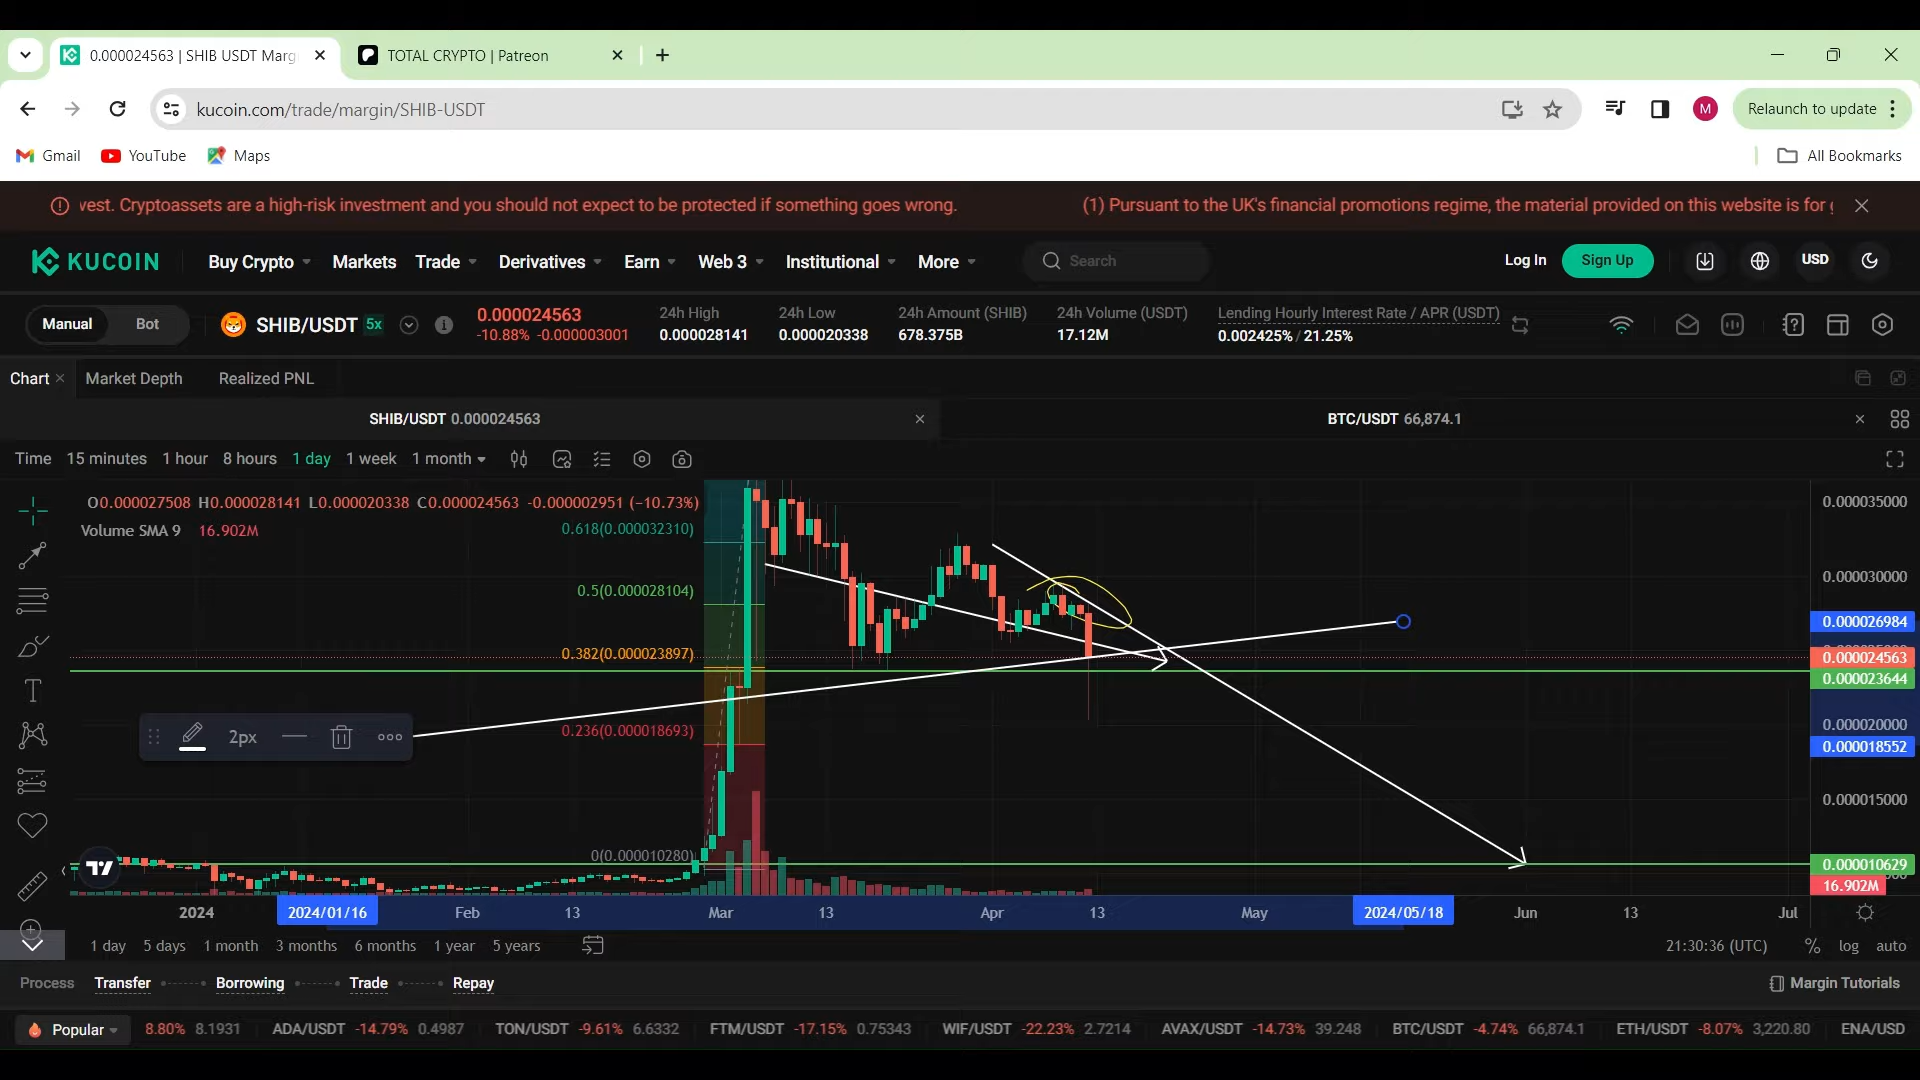 0.000024563 | SHIB USDT Marg
TOTAL CRYPTO | Patreon
kucoin.com/trade/margin/SHIB-USDT
M
Relaunch to update
Gmail YouTube Maps
All Bookmarks
vest. Cryptoassets are a high-risk investment and you should not expect to be protected if something goes wrong. (1) Pursuant to the UK's financial promotions regime, the material provided on this website is for
KUCOIN Buy Crypto Markets Trade Derivatives Earn Web 3 Institutional More Search Log In Sign Up USD
Manual Bot SHIB/USDT 5x
0.000024563
-10.88% -0.000003001
24h High
0.000028141
24h Low
0.000020338
24h Amount (SHIB)
678.375B
24h Volume (USDT)
17.12M
Lending Hourly Interest Rate / APR (USDT)
0.002425% / 21.25%
Chart Market Depth Realized PNL
SHIB/USDT 0.000024563
BTC/USDT 66,874.1
Time 15 minutes 1 hour 8 hours 1 day 1 week 1 month
O0.000027508 H0.000028141 L0.000020338 C0.000024563 -0.000002951 (−10.73%)
Volume SMA 9 16.902M
0.618(0.000032310)
0.5(0.000028104)
0.382(0.000023897)
0.236(0.000018693)
0(0.000010280)
2px
0.000035000
0.000030000
0.000026984
0.000024563
0.000023644
0.000020000
0.000018552
0.000015000
0.000010629
16.902M
2024 2024/01/16 Feb 13 Mar 13 Apr 13 May 2024/05/18 Jun 13 Jul
1 day 5 days 1 month 3 months 6 months 1 year 5 years
21:30:36 (UTC) % log auto
Process Transfer Borrowing Trade Repay
Margin Tutorials
Popular 8.80% 8.1931 ADA/USDT -14.79% 0.4987 TON/USDT -9.61% 6.6332 FTM/USDT -17.15% 0.75343 WIF/USDT -22.23% 2.7214 AVAX/USDT -14.73% 39.248 BTC/USDT -4.74% 66,874.1 ETH/USDT -8.07% 3,220.80 ENA/USD